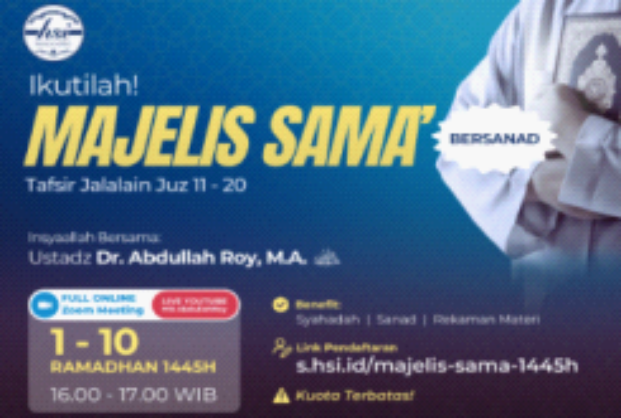 hsi
Ikutilah!
MAJELIS SAMA'
BERSANAD
Tafsir Jalalain Juz 11 - 20
Insyaallah Bersama:
Ustadz Dr. Abdullah Roy, M.A.
FULL ONLINE
Zoom Meeting
LIVE YOUTUBE
1 - 10
RAMADHAN 1445H
16.00 - 17.00 WIB
Benefit:
Syahadah | Sanad | Rekaman Materi
Link Pendaftaran
s.hsi.id/majelis-sama-1445h
Kuota Terbatas!